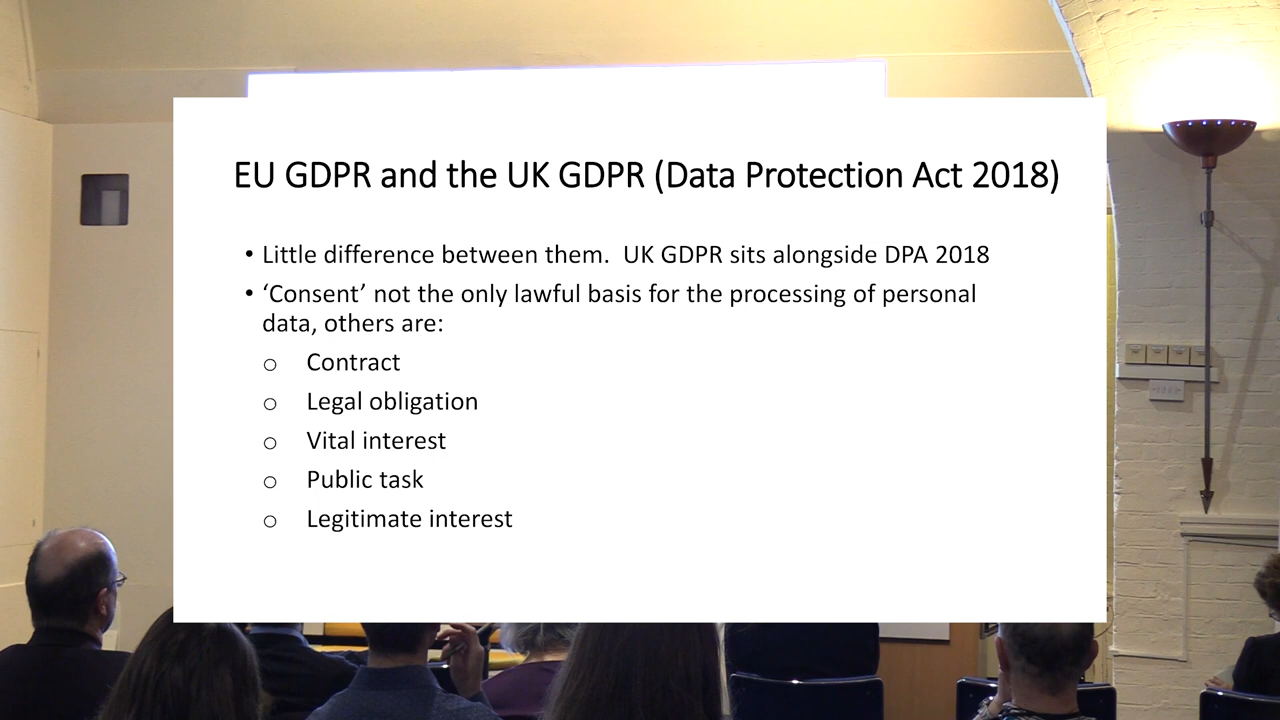 EU GDPR and the UK GDPR (Data Protection Act 2018)
• Little difference between them.  UK GDPR sits alongside DPA 2018
• ‘Consent’ not the only lawful basis for the processing of personal
data, others are:
o Contract
o Legal obligation
o Vital interest
o Public task
o Legitimate interest